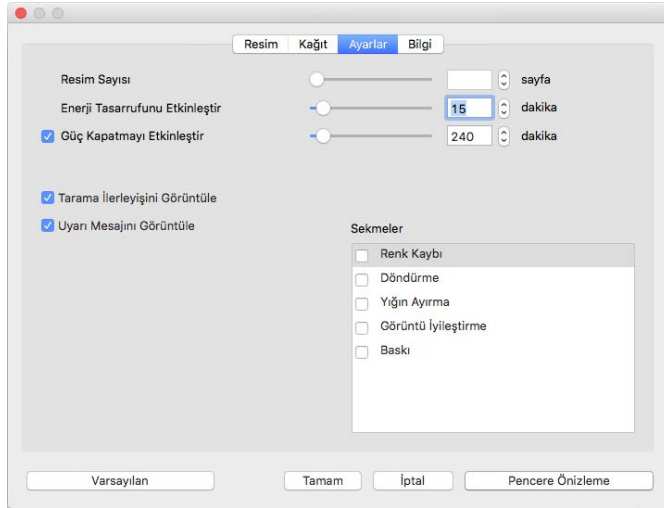 Resim Kağıt Ayarlar Bilgi
Resim Sayısı sayfa
Enerji Tasarrufunu Etkinleştir 15 dakika
Güç Kapatmayı Etkinleştir 240 dakika
Tarama İlerleyişini Görüntüle
Uyarı Mesajını Görüntüle
Sekmeler
Renk Kaybı
Döndürme
Yığın Ayırma
Görüntü İyileştirme
Baskı
Varsayılan Tamam İptal Pencere Önizleme